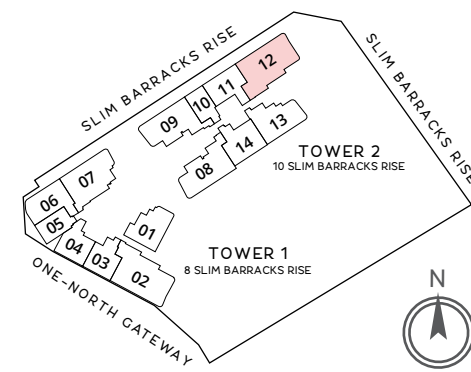 SLIM BARRACKS RISE
SLIM BARRACKS RISE
12
11
10
09
13
14
08
TOWER 2
10 SLIM BARRACKS RISE
07
06
05
04
03
02
01
TOWER 1
8 SLIM BARRACKS RISE
ONE-NORTH GATEWAY
N